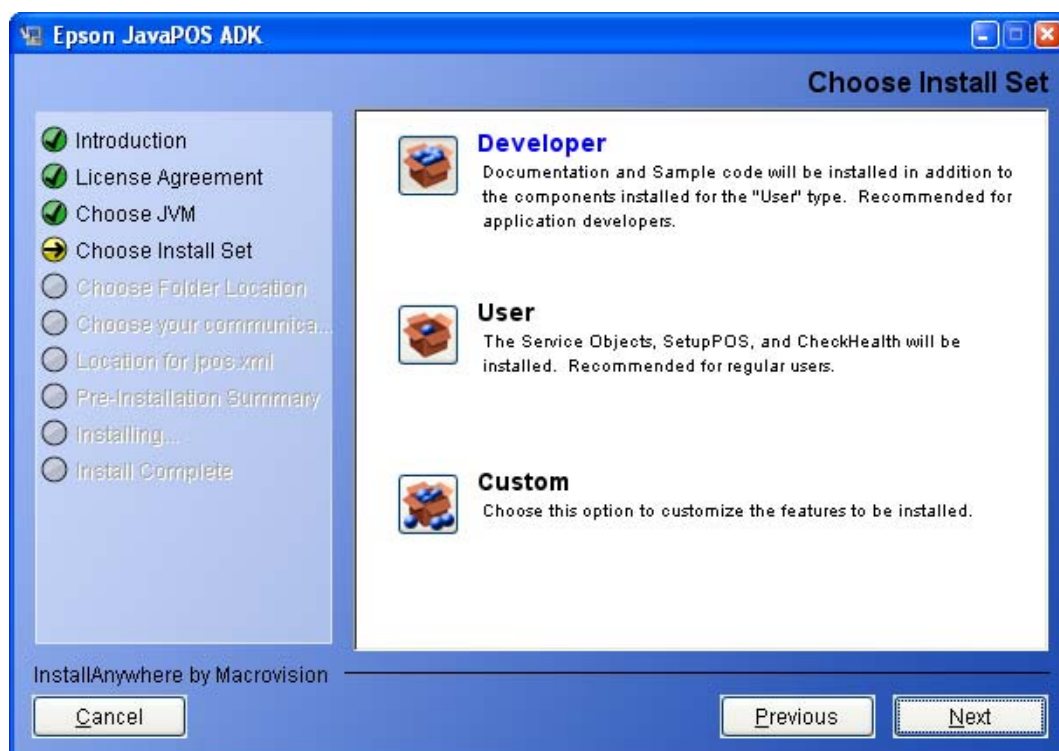 Epson JavaPOS ADK
Choose Install Set
Introduction
License Agreement
Choose JVM
Choose Install Set
Choose Folder Location
Choose your communica...
Location for jpos.xml
Pre-Installation Summary
Installing...
Install Complete
Developer
Documentation and Sample code will be installed in addition to
the components installed for the "User" type. Recommended for
application developers.
User
The Service Objects, SetupPOS, and CheckHealth will be
installed. Recommended for regular users.
Custom
Choose this option to customize the features to be installed.
InstallAnywhere by Macrovision
Cancel
Previous
Next